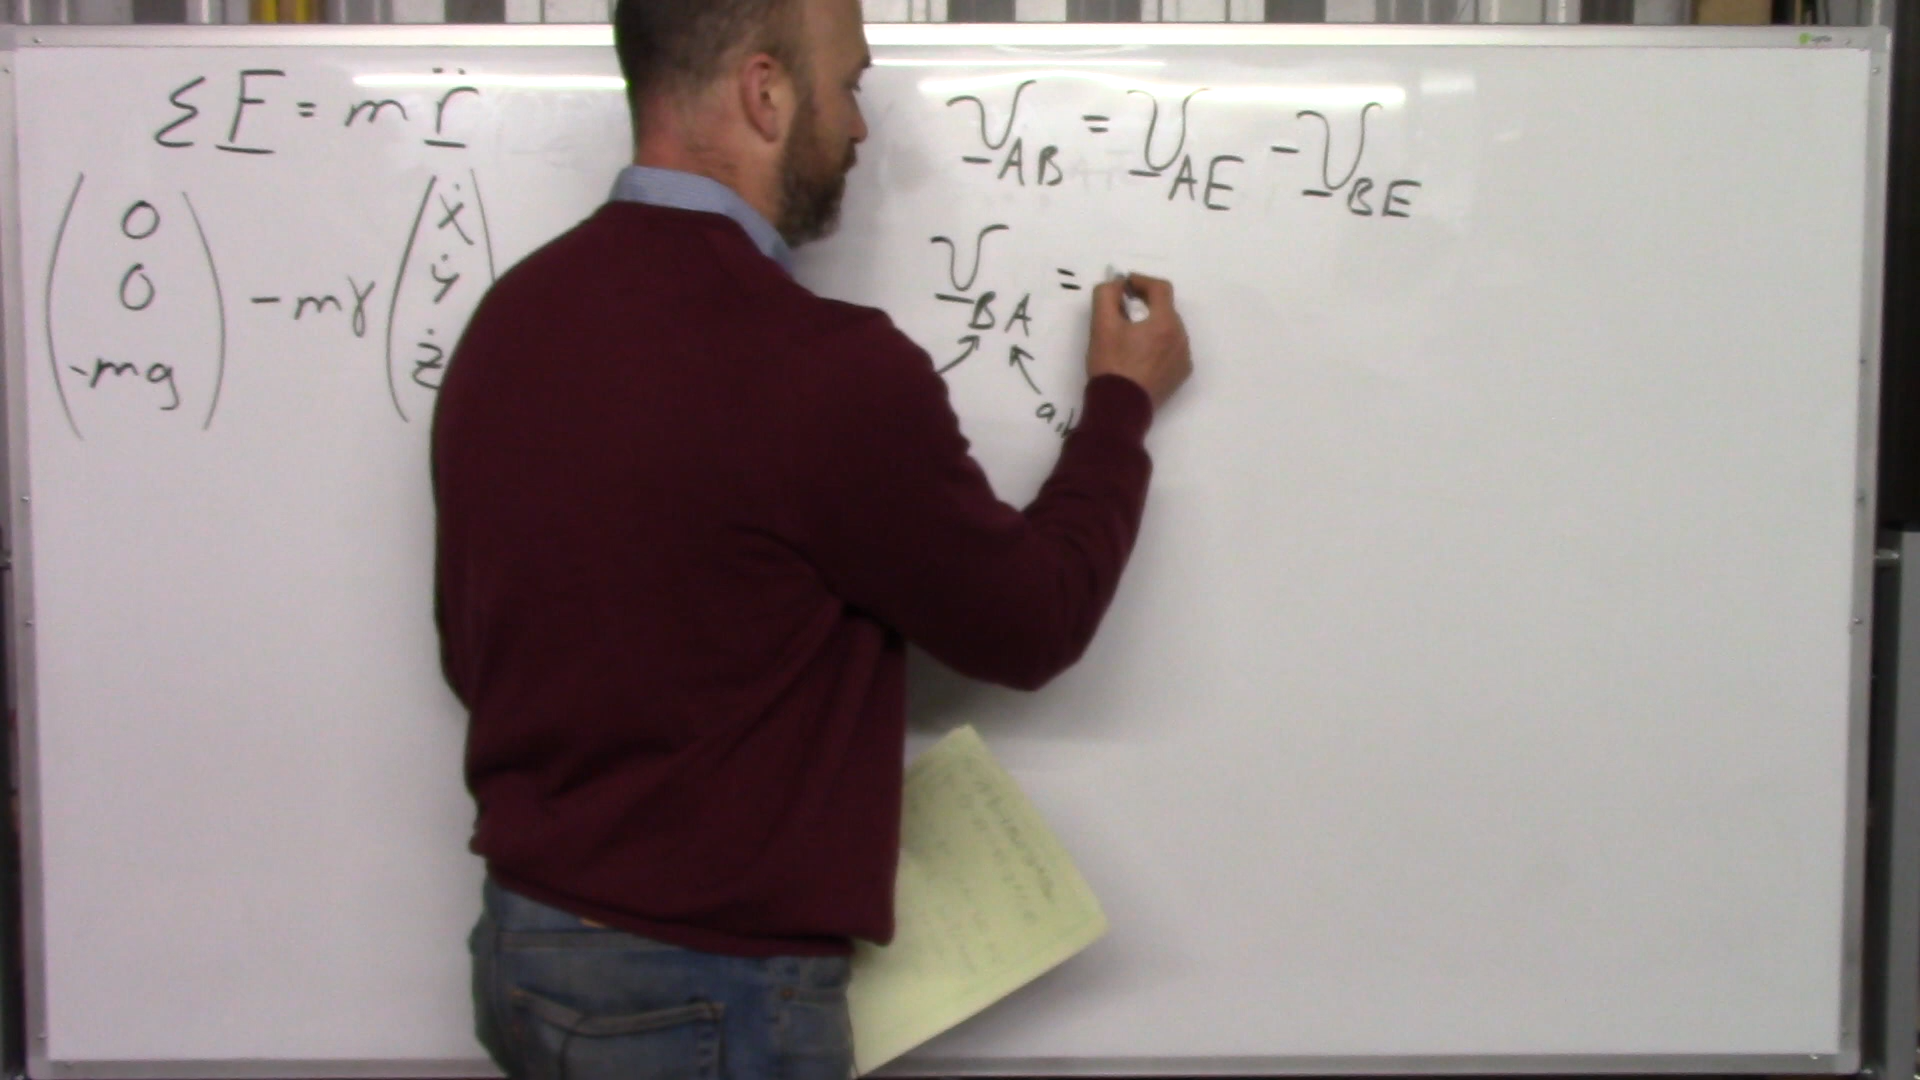 ΣF = m r̈
( 0 0 -mg ) - mγ ( ẋ ẏ ż
v_AB = v_AE - v_BE
v_BA =